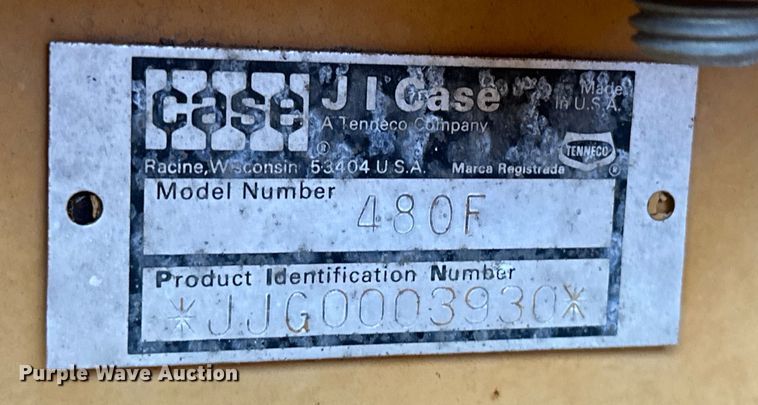 case
J I Case
A Tenneco Company
Made
In U.S.A.
TENNECO
®
®
Racine, Wisconsin 53404 U.S.A. Marca Registrada
Model Number
480F
Product Identification Number
*JJG0003930*
Purple Wave Auction